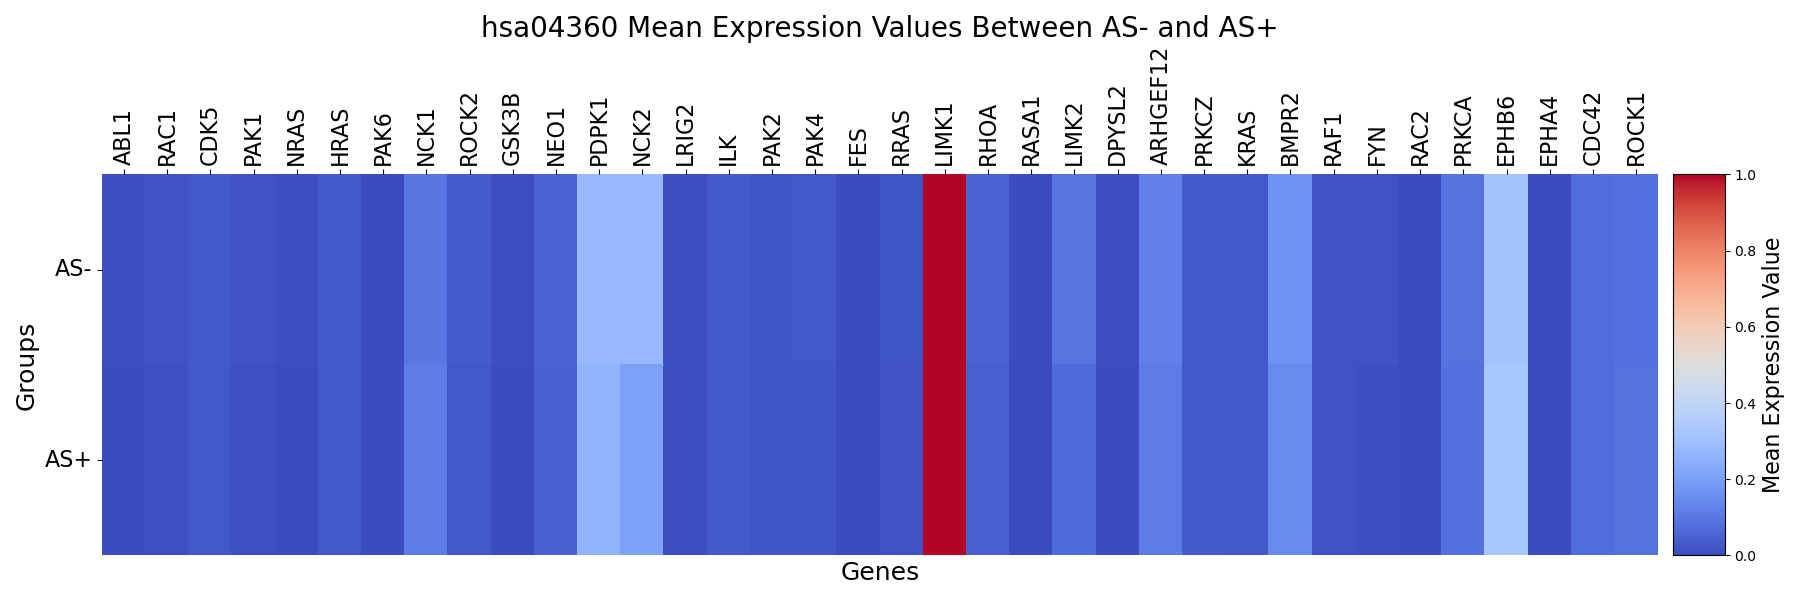 hsa04360 Mean Expression Values Between AS- and AS+
ABL1 RAC1 CDK5 PAK1 NRAS HRAS PAK6 NCK1 ROCK2 GSK3B NEO1 PDPK1 NCK2 LRIG2 ILK PAK2 PAK4 FES RRAS LIMK1 RHOA RASA1 LIMK2 DPYSL2 ARHGEF12 PRKCZ KRAS BMPR2 RAF1 FYN RAC2 PRKCA EPHB6 EPHA4 CDC42 ROCK1
Groups
AS-
AS+
Genes
1.0
0.8
0.6
0.4
0.2
0.0
Mean Expression Value